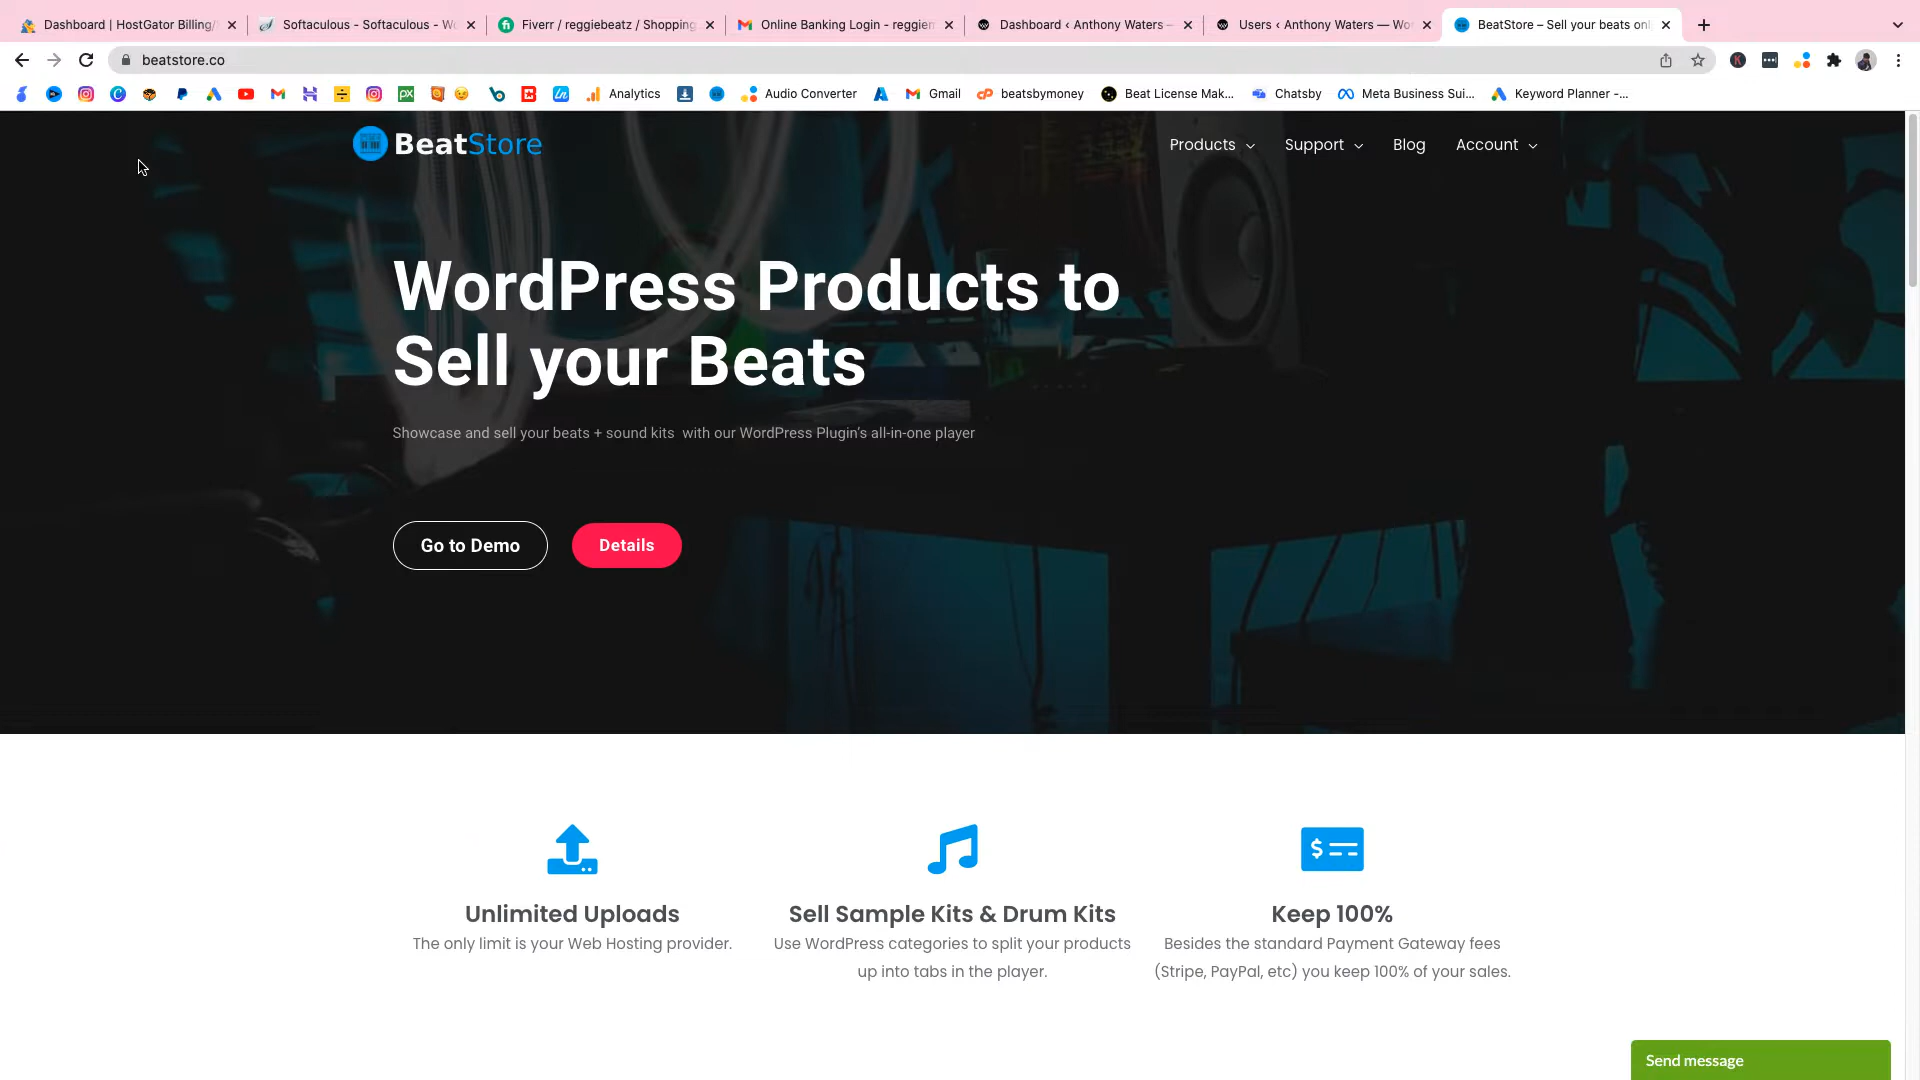 Dashboard | HostGator Billing/
Softaculous - Softaculous - Wo
Fiverr / reggiebeatz / Shopping
Online Banking Login - reggiem
Dashboard ‹ Anthony Waters —
Users ‹ Anthony Waters — Wor
BeatStore – Sell your beats onl
beatstore.co
Analytics
Audio Converter
Gmail
beatsbymoney
Beat License Mak...
Chatsby
Meta Business Sui...
Keyword Planner -...
BeatStore
Products
Support
Blog
Account
WordPress Products to
Sell your Beats
Showcase and sell your beats + sound kits with our WordPress Plugin's all-in-one player
Go to Demo
Details
Unlimited Uploads
The only limit is your Web Hosting provider.
Sell Sample Kits & Drum Kits
Use WordPress categories to split your products
up into tabs in the player.
Keep 100%
Besides the standard Payment Gateway fees
(Stripe, PayPal, etc) you keep 100% of your sales.
Send message